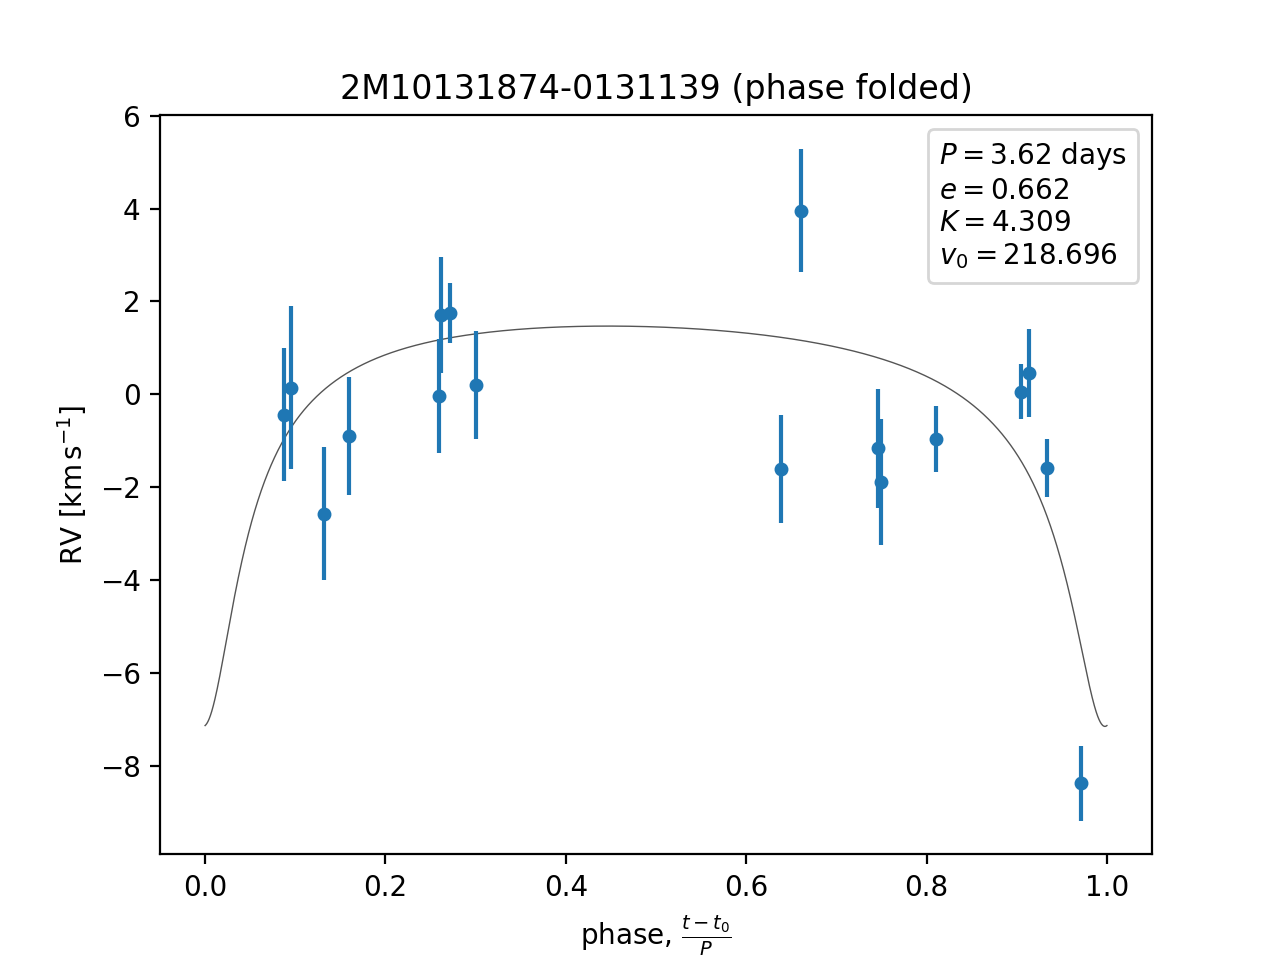 2M10131874-0131139 (phase folded)
P = 3.62 days
e = 0.662
K = 4.309
v₀ = 218.696
6
4
2
0
−2
−4
−6
−8
RV [km s⁻¹]
0.0 0.2 0.4 0.6 0.8 1.0
phase, (t − t₀)/P